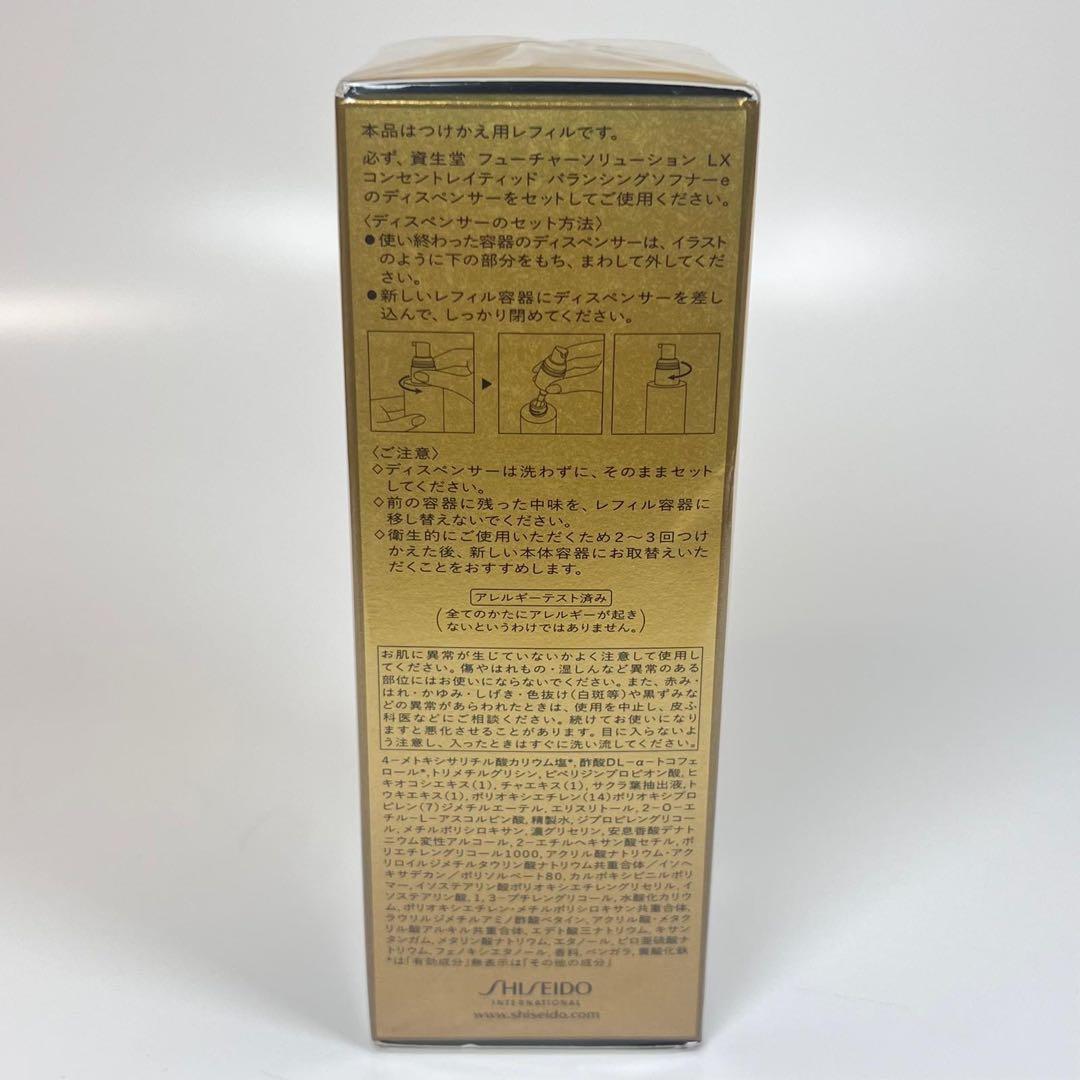 本品はつけかえ用レフィルです。
必ず、資生堂 フューチャーソリューション LX
コンセントレイティッド バランシングソフナーe
のディスペンサーをセットしてご使用ください。
〈ディスペンサーのセット方法〉
●使い終わった容器のディスペンサーは、イラスト
のように下の部分をもち、まわして外してくだ
さい。
●新しいレフィル容器にディスペンサーを差し
込んで、しっかり閉めてください。
〈ご注意〉
◇ディスペンサーは洗わずに、そのままセット
してください。
◇前の容器に残った中味を、レフィル容器に
移し替えないでください。
◇衛生的にご使用いただくため2〜3回つけ
かえた後、新しい本体容器にお取替えいた
だくことをおすすめします。
アレルギーテスト済み
(全てのかたにアレルギーが起き
ないというわけではありません。)
お肌に異常が生じていないかよく注意して使用し
てください。傷やはれもの・湿しんなど異常のある
部位にはお使いにならないでください。また、赤み・
はれ・かゆみ・しげき・色抜け(白斑等)や黒ずみな
どの異常があらわれたときは、使用を中止し、皮ふ
科医などにご相談ください。続けてお使いになり
ますと悪化させることがあります。目に入らないよ
う注意し、入ったときはすぐに洗い流してください。
4-メトキシサリチル酸カリウム塩*,酢酸DL-α-トコフェ
ロール*,トリメチルグリシン,ピペリジンプロピオン酸,ヒ
キオコシエキス(1),チャエキス(1),サクラ葉抽出液,ト
ウキエキス(1),ポリオキシエチレン(14)ポリオキシプロ
ピレン(7)ジメチルエーテル,エリスリトール,2-O-エ
チル-L-アスコルビン酸,精製水,ジプロピレングリコー
ル,メチルポリシロキサン,濃グリセリン,安息香酸デナト
ニウム変性アルコール,2-エチルヘキサン酸セチル,ポ
リエチレングリコール1000,アクリル酸ナトリウム・アク
リロイルジメチルタウリン酸ナトリウム共重合体/イソヘ
キサデカン/ポリソルベート80,カルボキシビニルポリ
マー,イソステアリン酸ポリオキシエチレングリセリル,イ
ソステアリン酸,1,3-ブチレングリコール,水酸化カリウ
ム,ポリオキシエチレン・メチルポリシロキサン共重合体,
ラウリルジメチルアミノ酢酸ベタイン,アクリル酸・メタク
リル酸アルキル共重合体,エデト酸三ナトリウム,キサン
タンガム,メタリン酸ナトリウム,エタノール,ピロ亜硫酸ナ
トリウム,フェノキシエタノール,香料,ベンガラ,黄酸化鉄
*は「有効成分」無表示は「その他の成分」
SHISEIDO
INTERNATIONAL
www.shiseido.com